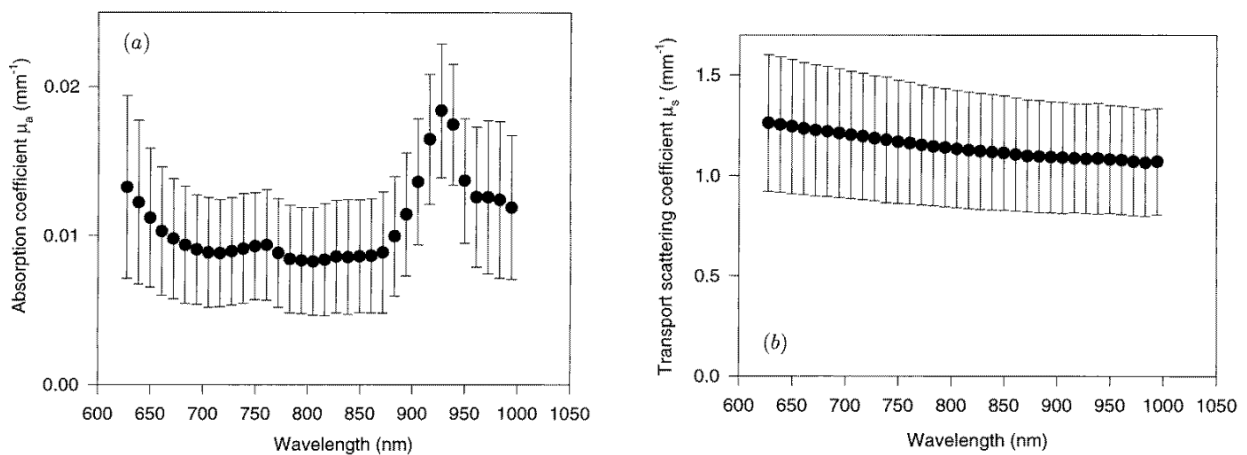 (a)
Absorption coefficient μₐ (mm⁻¹)
0.02
0.01
0.00
600 650 700 750 800 850 900 950 1000 1050
Wavelength (nm)
Transport scattering coefficient μₛ' (mm⁻¹)
1.5
1.0
0.5
0.0
(b)
600 650 700 750 800 850 900 950 1000 1050
Wavelength (nm)